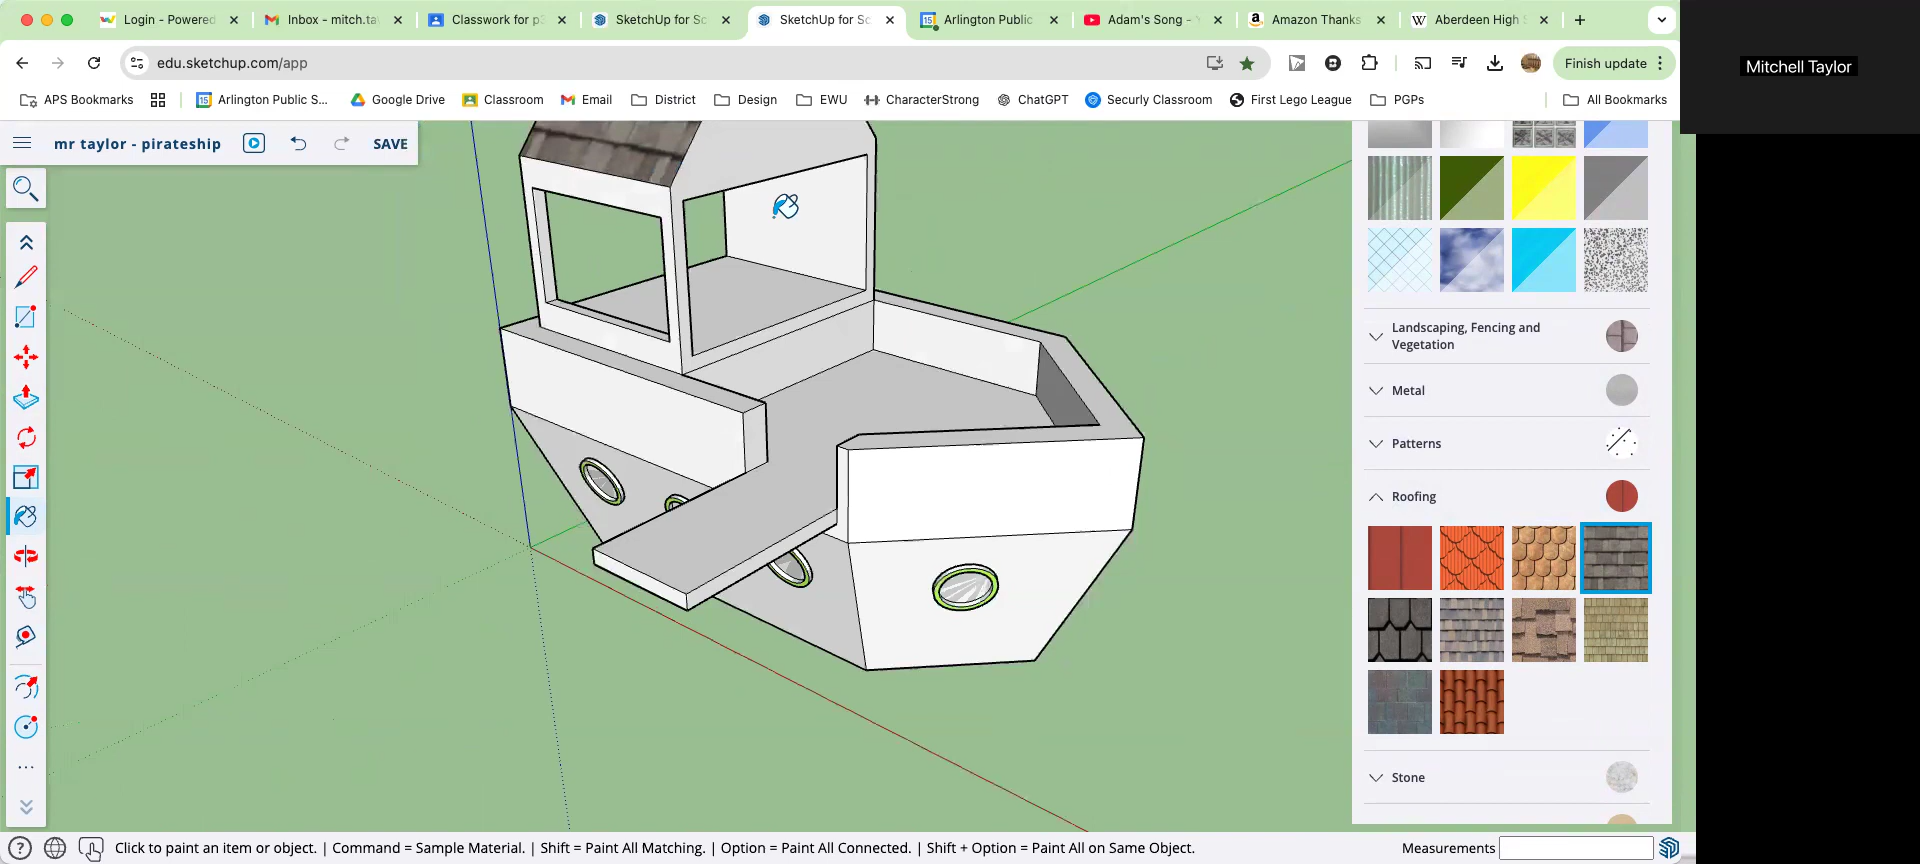 Login - Powered
Inbox - mitch.ta
Classwork for p
SketchUp for Sc
SketchUp for Sc
Arlington Public
Adam's Song -
Amazon Thanks
Aberdeen High
edu.sketchup.com/app
Finish update
APS Bookmarks
Arlington Public S...
Google Drive
Classroom
Email
District
Design
EWU
CharacterStrong
ChatGPT
Securly Classroom
First Lego League
PGPs
All Bookmarks
Mitchell Taylor
mr taylor - pirateship
SAVE
Landscaping, Fencing and
Vegetation
Metal
Patterns
Roofing
Stone
Click to paint an item or object. | Command = Sample Material. | Shift = Paint All Matching. | Option = Paint All Connected. | Shift + Option = Paint All on Same Object.
Measurements